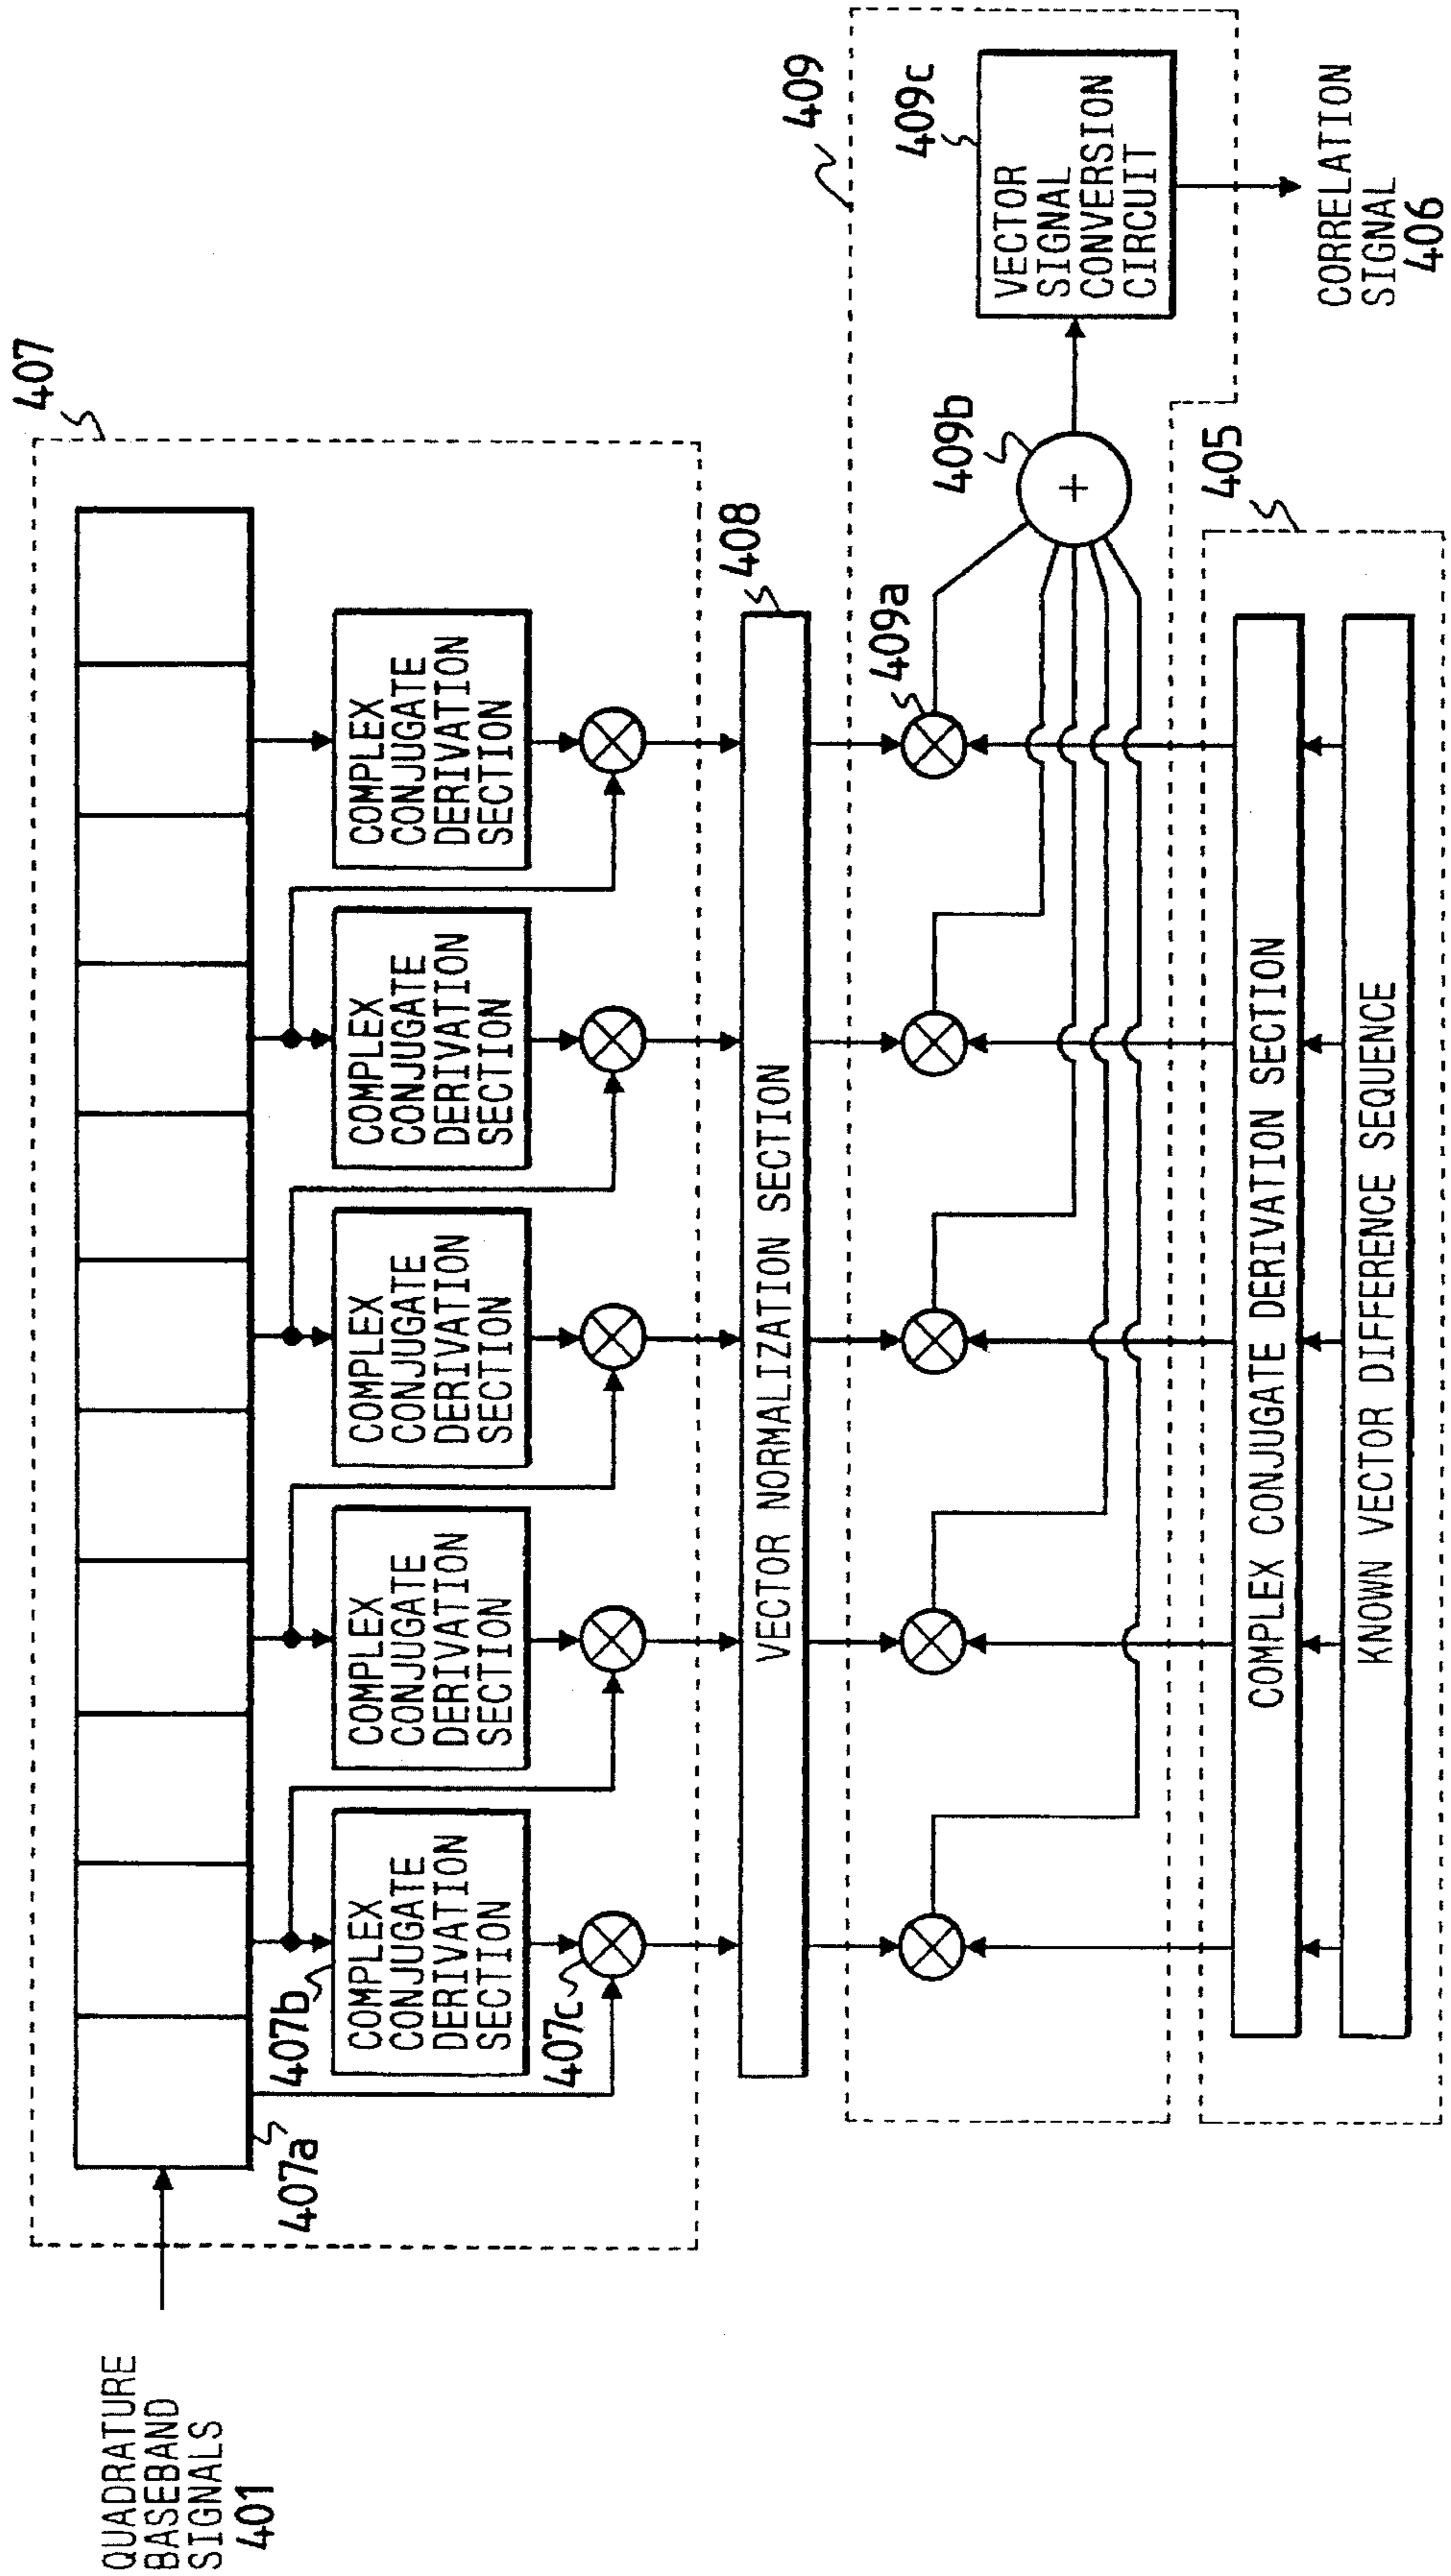 QUADRATURE
BASEBAND
SIGNALS
401
407
407a
407b
407c
COMPLEX
CONJUGATE
DERIVATION
SECTION
COMPLEX
CONJUGATE
DERIVATION
SECTION
COMPLEX
CONJUGATE
DERIVATION
SECTION
COMPLEX
CONJUGATE
DERIVATION
SECTION
COMPLEX
CONJUGATE
DERIVATION
SECTION
408
VECTOR NORMALIZATION SECTION
409
409a
409b
409c
VECTOR
SIGNAL
CONVERSION
CIRCUIT
405
COMPLEX CONJUGATE DERIVATION SECTION
KNOWN VECTOR DIFFERENCE SEQUENCE
CORRELATION
SIGNAL
406